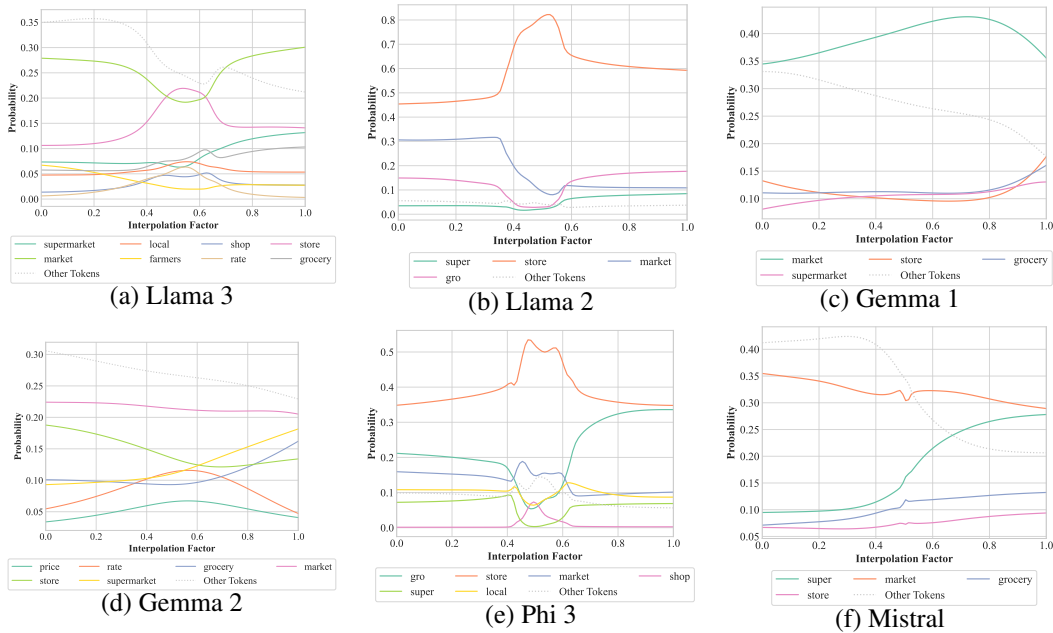 0.35
0.30
0.25
0.20
0.15
0.10
0.05
0.00
Probability
0.0 0.2 0.4 0.6 0.8 1.0
Interpolation Factor
supermarket local shop store
market farmers rate grocery
Other Tokens
(a) Llama 3
0.8
0.7
0.6
0.5
0.4
0.3
0.2
0.1
0.0
Probability
0.0 0.2 0.4 0.6 0.8 1.0
Interpolation Factor
super store market
gro Other Tokens
(b) Llama 2
0.40
0.35
0.30
0.25
0.20
0.15
0.10
Probability
0.0 0.2 0.4 0.6 0.8 1.0
Interpolation Factor
market store grocery
supermarket Other Tokens
(c) Gemma 1
0.30
0.25
0.20
0.15
0.10
0.05
Probability
0.0 0.2 0.4 0.6 0.8 1.0
Interpolation Factor
price rate grocery market
store supermarket Other Tokens
(d) Gemma 2
0.5
0.4
0.3
0.2
0.1
0.0
Probability
0.0 0.2 0.4 0.6 0.8 1.0
Interpolation Factor
gro store market shop
super local Other Tokens
(e) Phi 3
0.40
0.35
0.30
0.25
0.20
0.15
0.10
0.05
Probability
0.0 0.2 0.4 0.6 0.8 1.0
Interpolation Factor
super market grocery
store Other Tokens
(f) Mistral